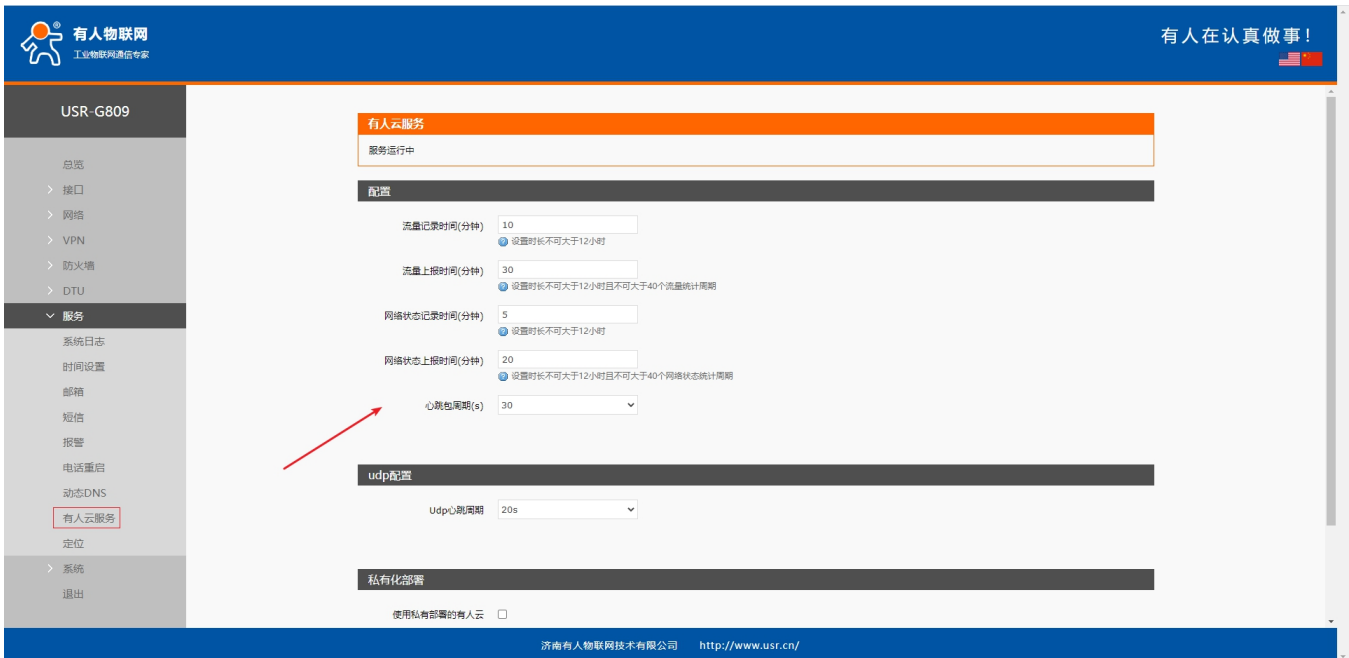 有人物联网
工业物联网通信专家
有人在认真做事！
USR-G809
总览
接口
网络
VPN
防火墙
DTU
服务
系统日志
时间设置
邮箱
短信
报警
电话重启
动态DNS
有人云服务
定位
系统
退出
有人云服务
服务运行中
配置
流量记录时间(分钟) 10
设置时长不可大于12小时
流量上报时间(分钟) 30
设置时长不可大于12小时且不可大于40个流量统计周期
网络状态记录时间(分钟) 5
设置时长不可大于12小时
网络状态上报时间(分钟) 20
设置时长不可大于12小时且不可大于40个网络状态统计周期
心跳包周期(s) 30
udp配置
Udp心跳周期 20s
私有化部署
使用私有部署的有人云
济南有人物联网技术有限公司 http://www.usr.cn/